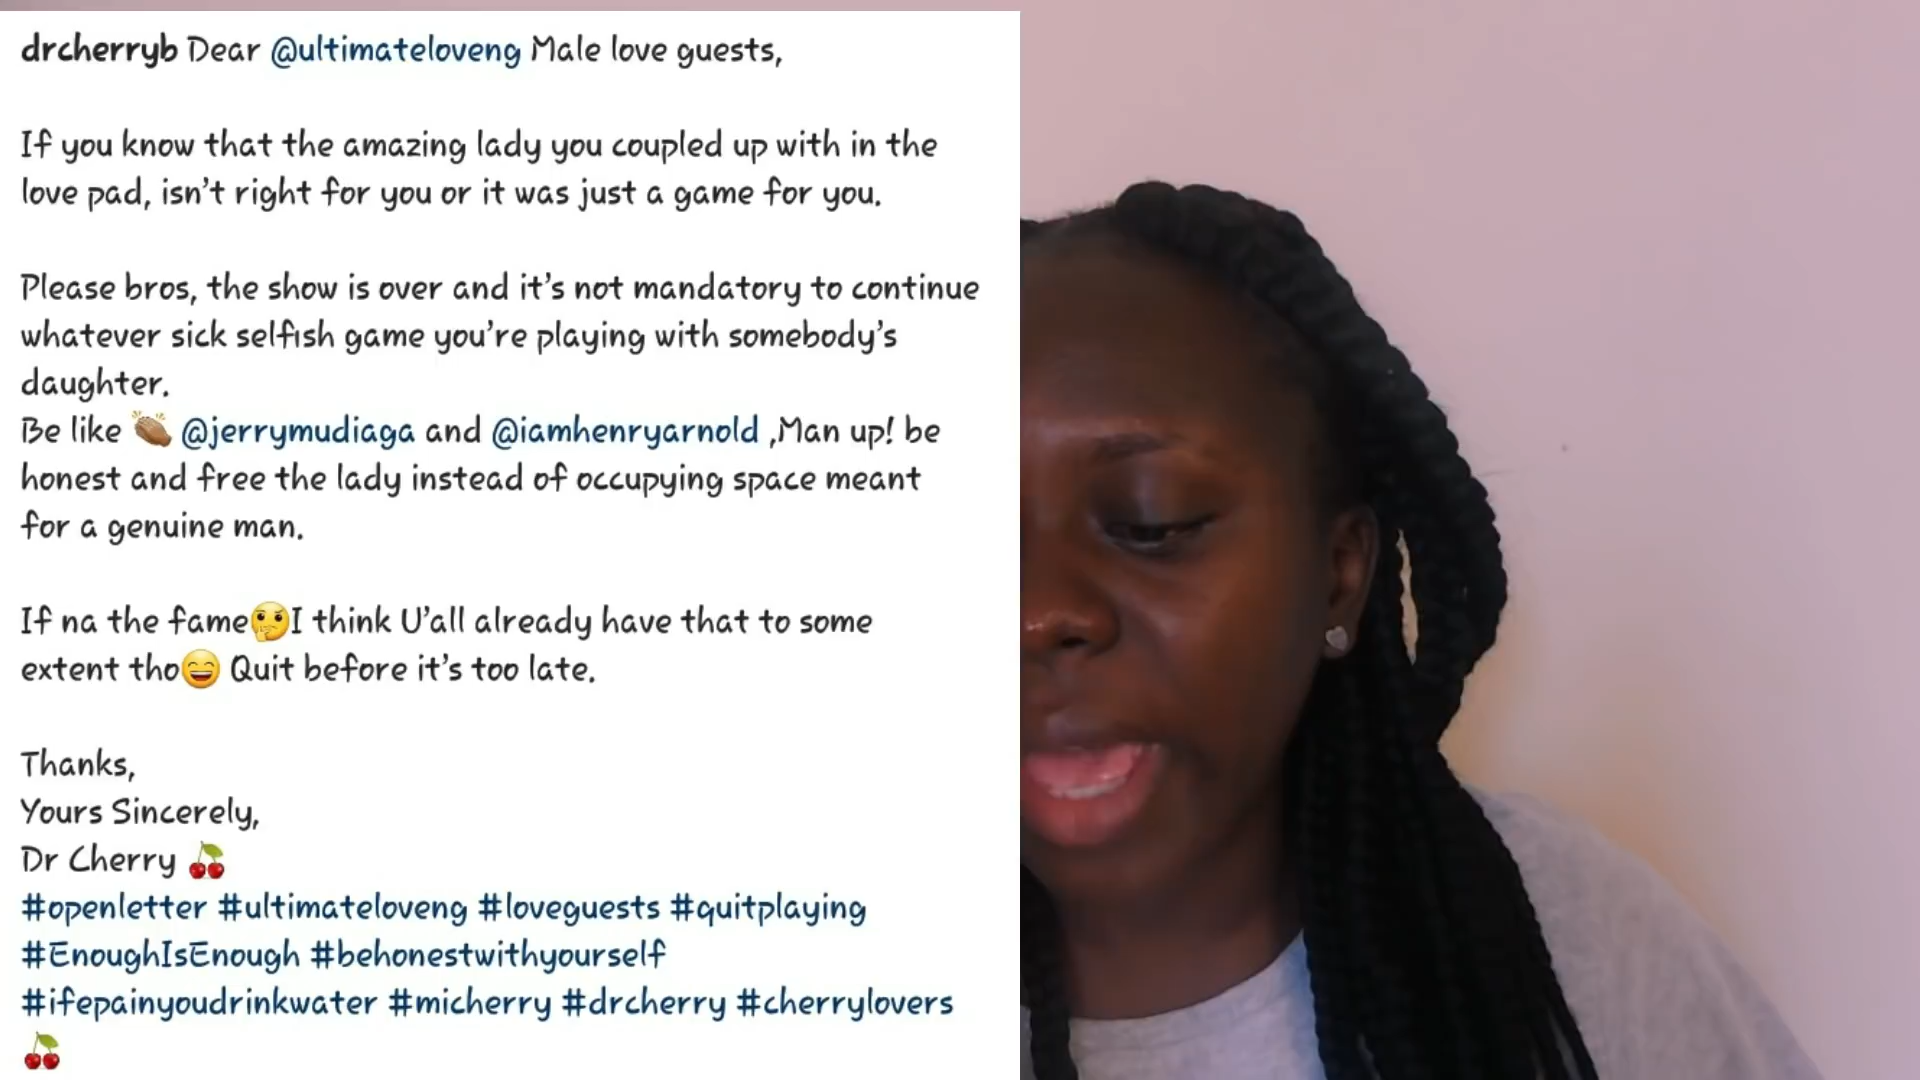 drcherryb Dear @ultimateloveng Male love guests,
If you know that the amazing lady you coupled up with in the
love pad, isn't right for you or it was just a game for you.
Please bros, the show is over and it's not mandatory to continue
whatever sick selfish game you're playing with somebody's
daughter.
Be like 👏🏽 @jerrymudiaga and @iamhenryarnold ,Man up! be
honest and free the lady instead of occupying space meant
for a genuine man.
If na the fame🤔I think U'all already have that to some
extent tho😄 Quit before it's too late.
Thanks,
Yours Sincerely,
Dr Cherry 🍒
#openletter #ultimateloveng #loveguests #quitplaying
#EnoughIsEnough #behonestwithyourself
#ifepainyoudrinkwater #micherry #drcherry #cherrylovers
🍒